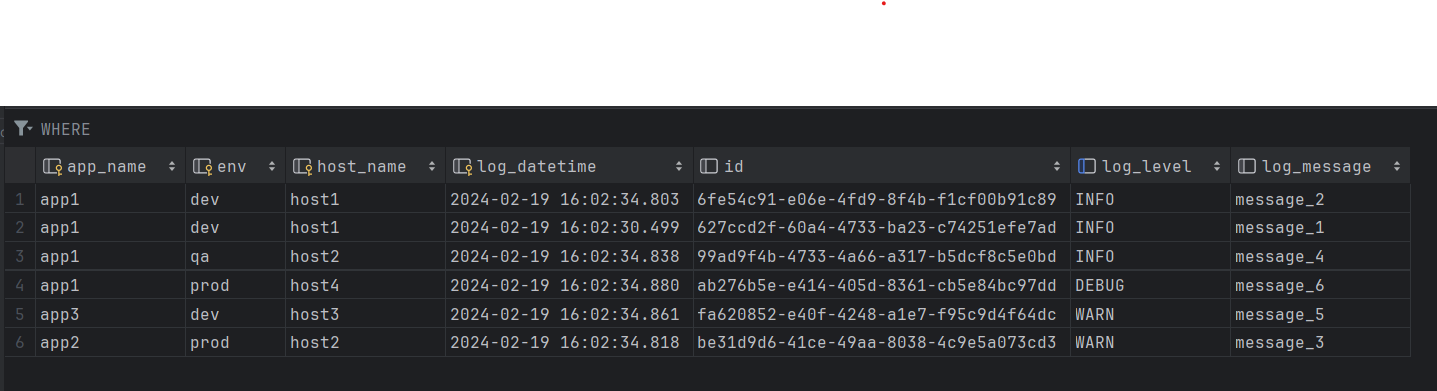 WHERE
app_name env host_name log_datetime id log_level log_message
1 app1 dev host1 2024-02-19 16:02:34.803 6fe54c91-e06e-4fd9-8f4b-f1cf00b91c89 INFO message_2
2 app1 dev host1 2024-02-19 16:02:30.499 627ccd2f-60a4-4733-ba23-c74251efe7ad INFO message_1
3 app1 qa host2 2024-02-19 16:02:34.838 99ad9f4b-4733-4a66-a317-b5dcf8c5e0bd INFO message_4
4 app1 prod host4 2024-02-19 16:02:34.880 ab276b5e-e414-405d-8361-cb5e84bc97dd DEBUG message_6
5 app3 dev host3 2024-02-19 16:02:34.861 fa620852-e40f-4248-a1e7-f95c9d4f64dc WARN message_5
6 app2 prod host2 2024-02-19 16:02:34.818 be31d9d6-41ce-49aa-8038-4c9e5a073cd3 WARN message_3